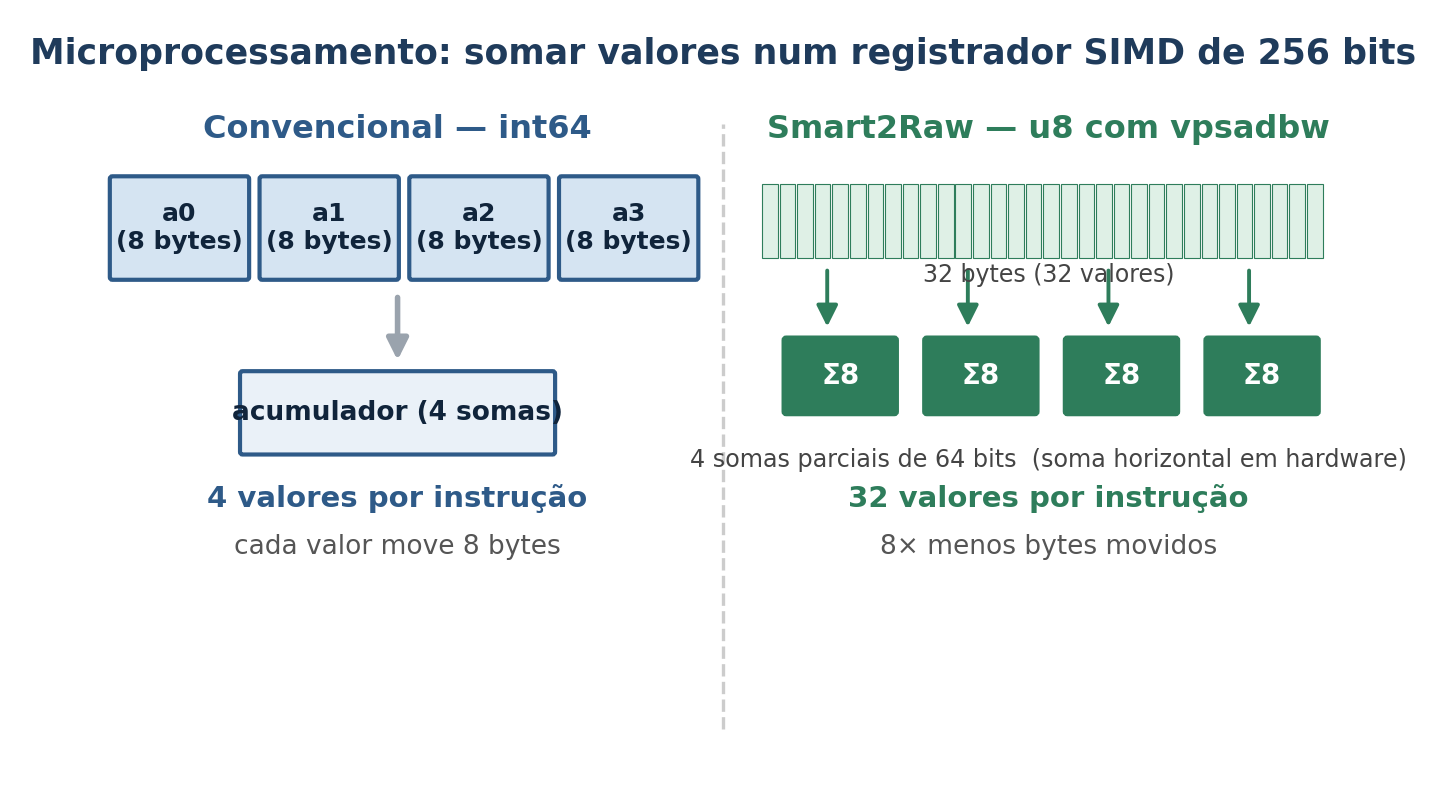 Microprocessamento: somar valores num registrador SIMD de 256 bits
Convencional — int64
a0
(8 bytes)
a1
(8 bytes)
a2
(8 bytes)
a3
(8 bytes)
acumulador (4 somas)
4 valores por instrução
cada valor move 8 bytes
Smart2Raw — u8 com vpsadbw
32 bytes (32 valores)
Σ8
Σ8
Σ8
Σ8
4 somas parciais de 64 bits  (soma horizontal em hardware)
32 valores por instrução
8× menos bytes movidos